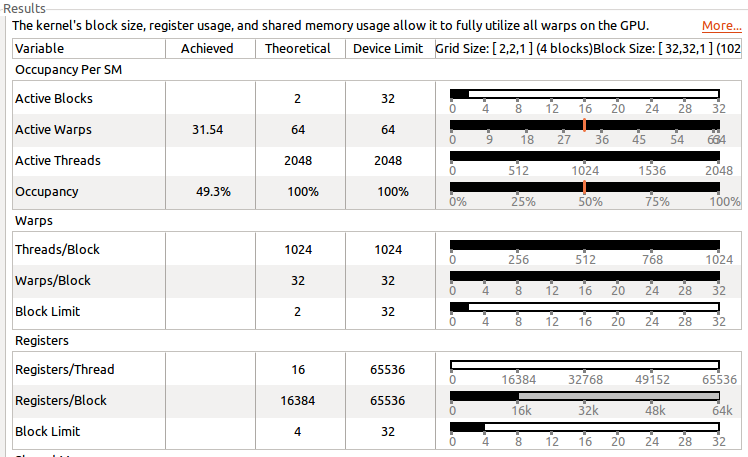 Results
The kernel's block size, register usage, and shared memory usage allow it to fully utilize all warps on the GPU. More...
Variable Achieved Theoretical Device Limit Grid Size: [ 2,2,1 ] (4 blocks)Block Size: [ 32,32,1 ] (102
Occupancy Per SM
Active Blocks 2 32
0 4 8 12 16 20 24 28 32
Active Warps 31.54 64 64
0 9 18 27 36 45 54 63
Active Threads 2048 2048
0 512 1024 1536 2048
Occupancy 49.3% 100% 100%
0% 25% 50% 75% 100%
Warps
Threads/Block 1024 1024
0 256 512 768 1024
Warps/Block 32 32
0 4 8 12 16 20 24 28 32
Block Limit 2 32
0 4 8 12 16 20 24 28 32
Registers
Registers/Thread 16 65536
0 16384 32768 49152 65536
Registers/Block 16384 65536
0 16k 32k 48k 64k
Block Limit 4 32
0 4 8 12 16 20 24 28 32